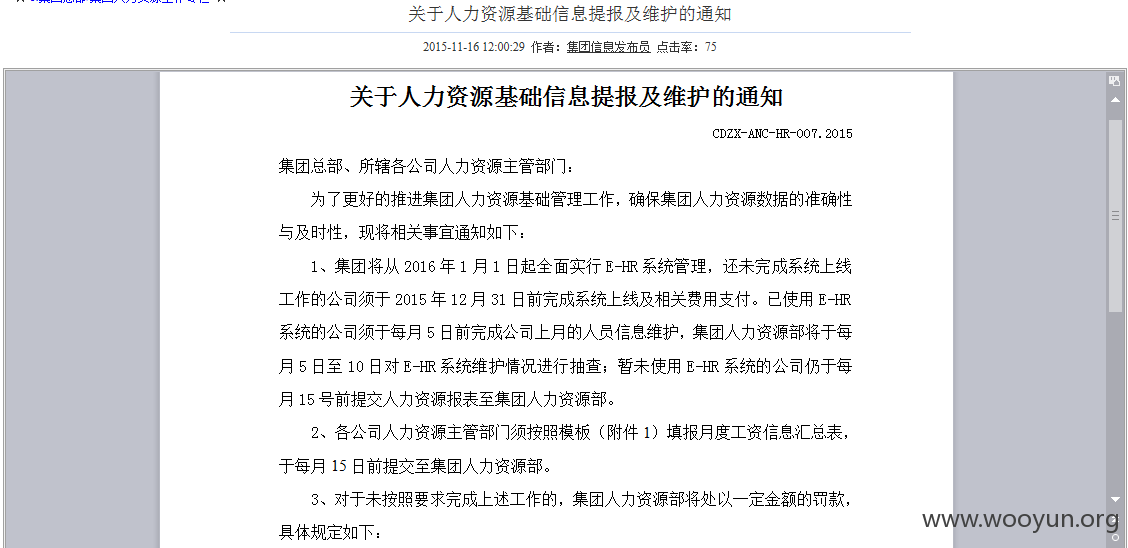 关于人力资源基础信息提报及维护的通知
2015-11-16 12:00:29 作者：集团信息发布员 点击率：75
关于人力资源基础信息提报及维护的通知
CDZX-ANC-HR-007.2015
集团总部、所辖各公司人力资源主管部门：
为了更好的推进集团人力资源基础管理工作，确保集团人力资源数据的准确性
与及时性，现将相关事宜通知如下：
1、集团将从 2016 年 1 月 1 日起全面实行 E-HR 系统管理，还未完成系统上线
工作的公司须于 2015 年 12 月 31 日前完成系统上线及相关费用支付。已使用 E-HR
系统的公司须于每月 5 日前完成公司上月的人员信息维护，集团人力资源部将于每
月 5 日至 10 日对 E-HR 系统维护情况进行抽查；暂未使用 E-HR 系统的公司仍于每
月 15 号前提交人力资源报表至集团人力资源部。
2、各公司人力资源主管部门须按照模板（附件 1）填报月度工资信息汇总表，
于每月 15 日前提交至集团人力资源部。
3、对于未按照要求完成上述工作的，集团人力资源部将处以一定金额的罚款，
具体规定如下：
www.wooyun.org